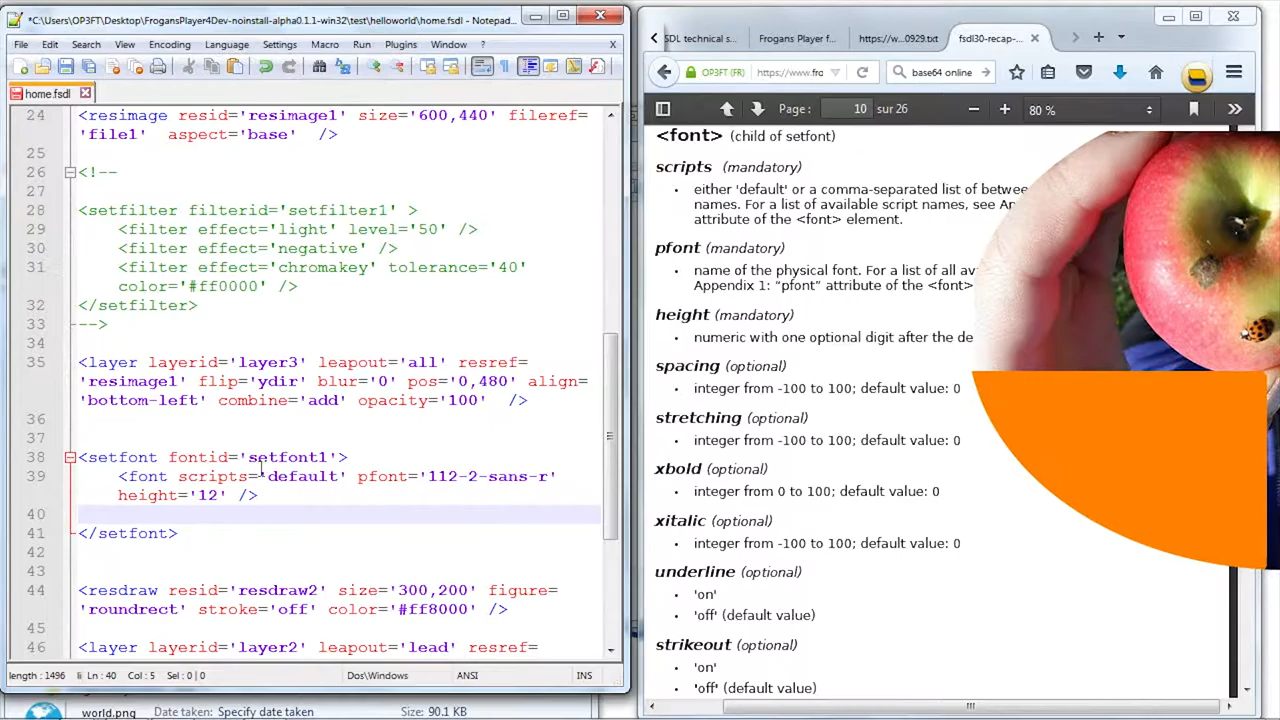 *C:\Users\OP3FT\Desktop\FrogansPlayer4Dev-noinstall-alpha0.1.1-win32\test\helloworld\home.fsdl - Notepad...
File Edit Search View Encoding Language Settings Macro Run Plugins Window ? X
home.fsdl
24 <resimage resid='resimage1' size='600,440' fileref=
'file1' aspect='base' />
25
26 <!--
27
28 <setfilter filterid='setfilter1' >
29 <filter effect='light' level='50' />
30 <filter effect='negative' />
31 <filter effect='chromakey' tolerance='40'
color='#ff0000' />
32 </setfilter>
33 -->
34
35 <layer layerid='layer3' leapout='all' resref=
'resimage1' flip='ydir' blur='0' pos='0,480' align=
'bottom-left' combine='add' opacity='100' />
36
37
38 <setfont fontid='setfont1'>
39 <font scripts='default' pfont='112-2-sans-r'
height='12' />
40
41 </setfont>
42
43
44 <resdraw resid='resdraw2' size='300,200' figure=
'roundrect' stroke='off' color='#ff8000' />
45
46 <layer layerid='layer2' leapout='lead' resref=
length : 1496 li Ln : 40 Col : 5 Sel : 0 | 0 Dos\Windows ANSI INS
world.png Date taken: Specify date taken Size: 90.1 KB
SDL technical s... Frogans Player f... https://w....0929.txt fsdl30-recap-...
OP3FT (FR) https://www.fro base64 online
Page : 10 sur 26 80 %
<font> (child of setfont)
scripts (mandatory)
• either 'default' or a comma-separated list of betwe
names. For a list of available script names, see Ap
attribute of the <font> element.
pfont (mandatory)
• name of the physical font. For a list of all av
Appendix 1: "pfont" attribute of the <font>
height (mandatory)
• numeric with one optional digit after the de
spacing (optional)
• integer from -100 to 100; default value: 0
stretching (optional)
• integer from -100 to 100; default value: 0
xbold (optional)
• integer from 0 to 100; default value: 0
xitalic (optional)
• integer from -100 to 100; default value: 0
underline (optional)
• 'on'
• 'off' (default value)
strikeout (optional)
• 'on'
• 'off' (default value)